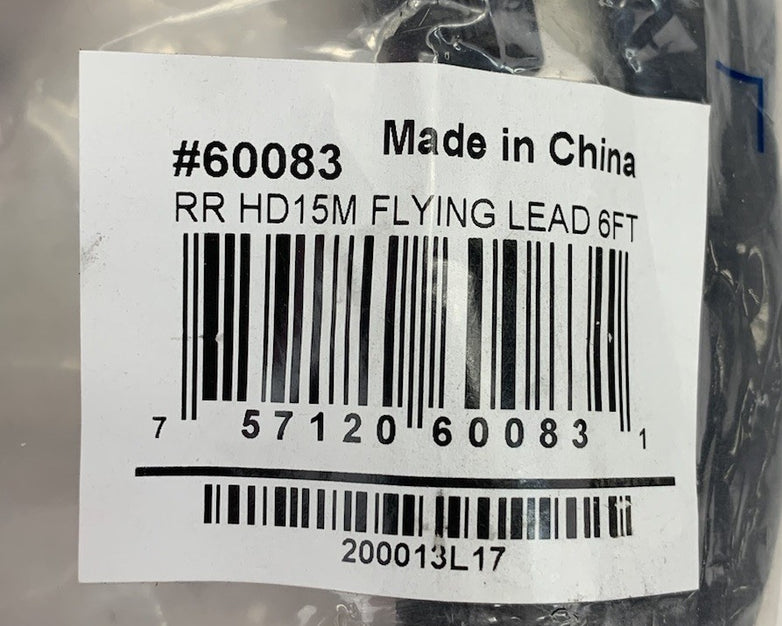 #60083 Made in China
RR HD15M FLYING LEAD 6FT
7 57120 60083 1
200013L17